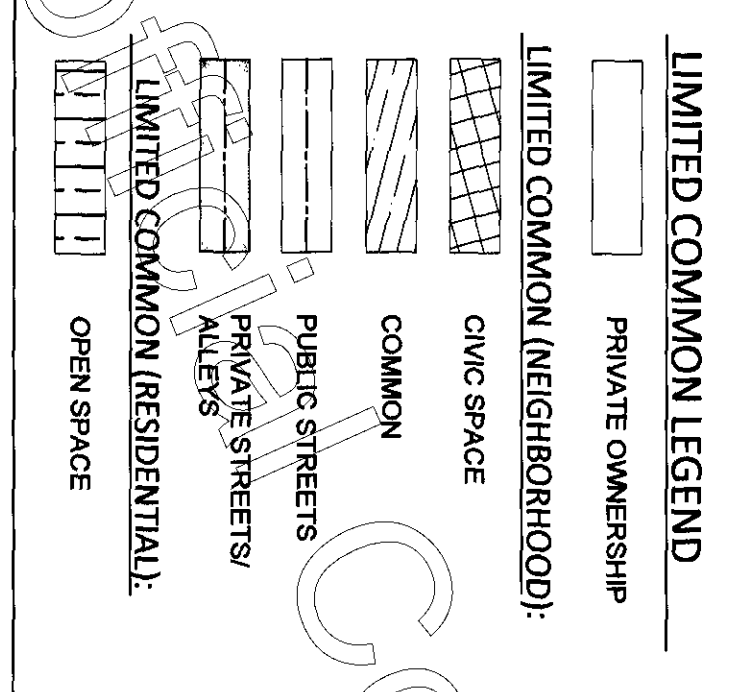 LIMITED COMMON LEGEND
PRIVATE OWNERSHIP
LIMITED COMMON (NEIGHBORHOOD):
CIVIC SPACE
COMMON
PUBLIC STREETS
PRIVATE STREETS/
ALLEYS
LIMITED COMMON (RESIDENTIAL):
OPEN SPACE